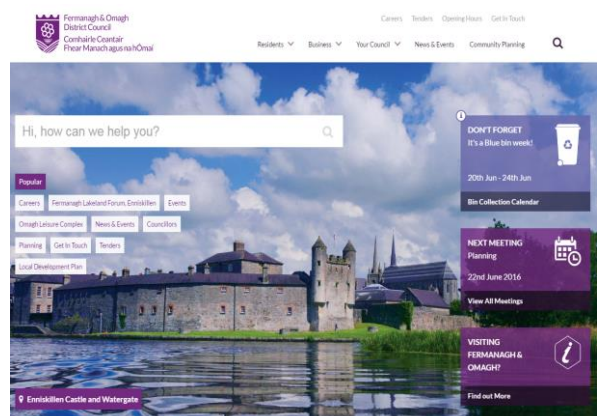 Fermanagh & Omagh
District Council
Comhairle Ceantair
Fhear Manach agus na hÓmaí
Careers Tenders Opening Hours Get In Touch
Residents Business Your Council News & Events Community Planning
Hi, how can we help you?
Popular
Careers Fermanagh Lakeland Forum, Enniskillen Events
Omagh Leisure Complex News & Events Councillors
Planning Get In Touch Tenders
Local Development Plan
Enniskillen Castle and Watergate
DON'T FORGET
It's a Blue bin week!
20th Jun - 24th Jun
Bin Collection Calendar
NEXT MEETING
Planning
22nd June 2016
View All Meetings
VISITING
FERMANAGH &
OMAGH?
Find out More